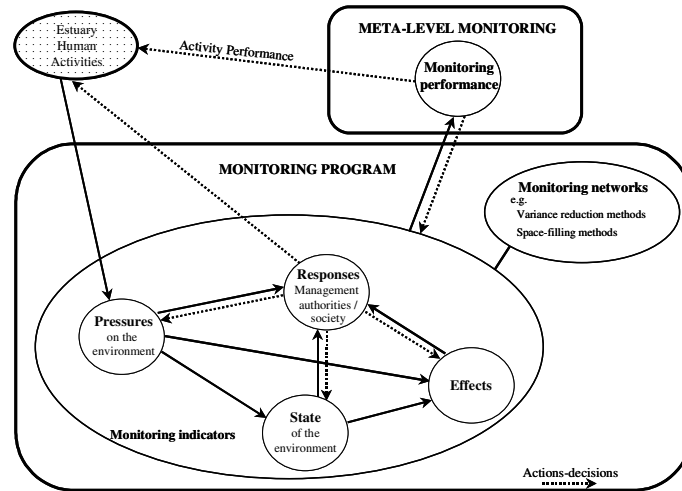 Estuary
Human
Activities
Activity Performance
META-LEVEL MONITORING
Monitoring
performance
MONITORING PROGRAM
Monitoring networks
e.g.
Variance reduction methods
Space-filling methods
Responses
Management
authorities /
society
Pressures
on the
environment
Effects
State
of the
environment
Monitoring indicators
Actions-decisions